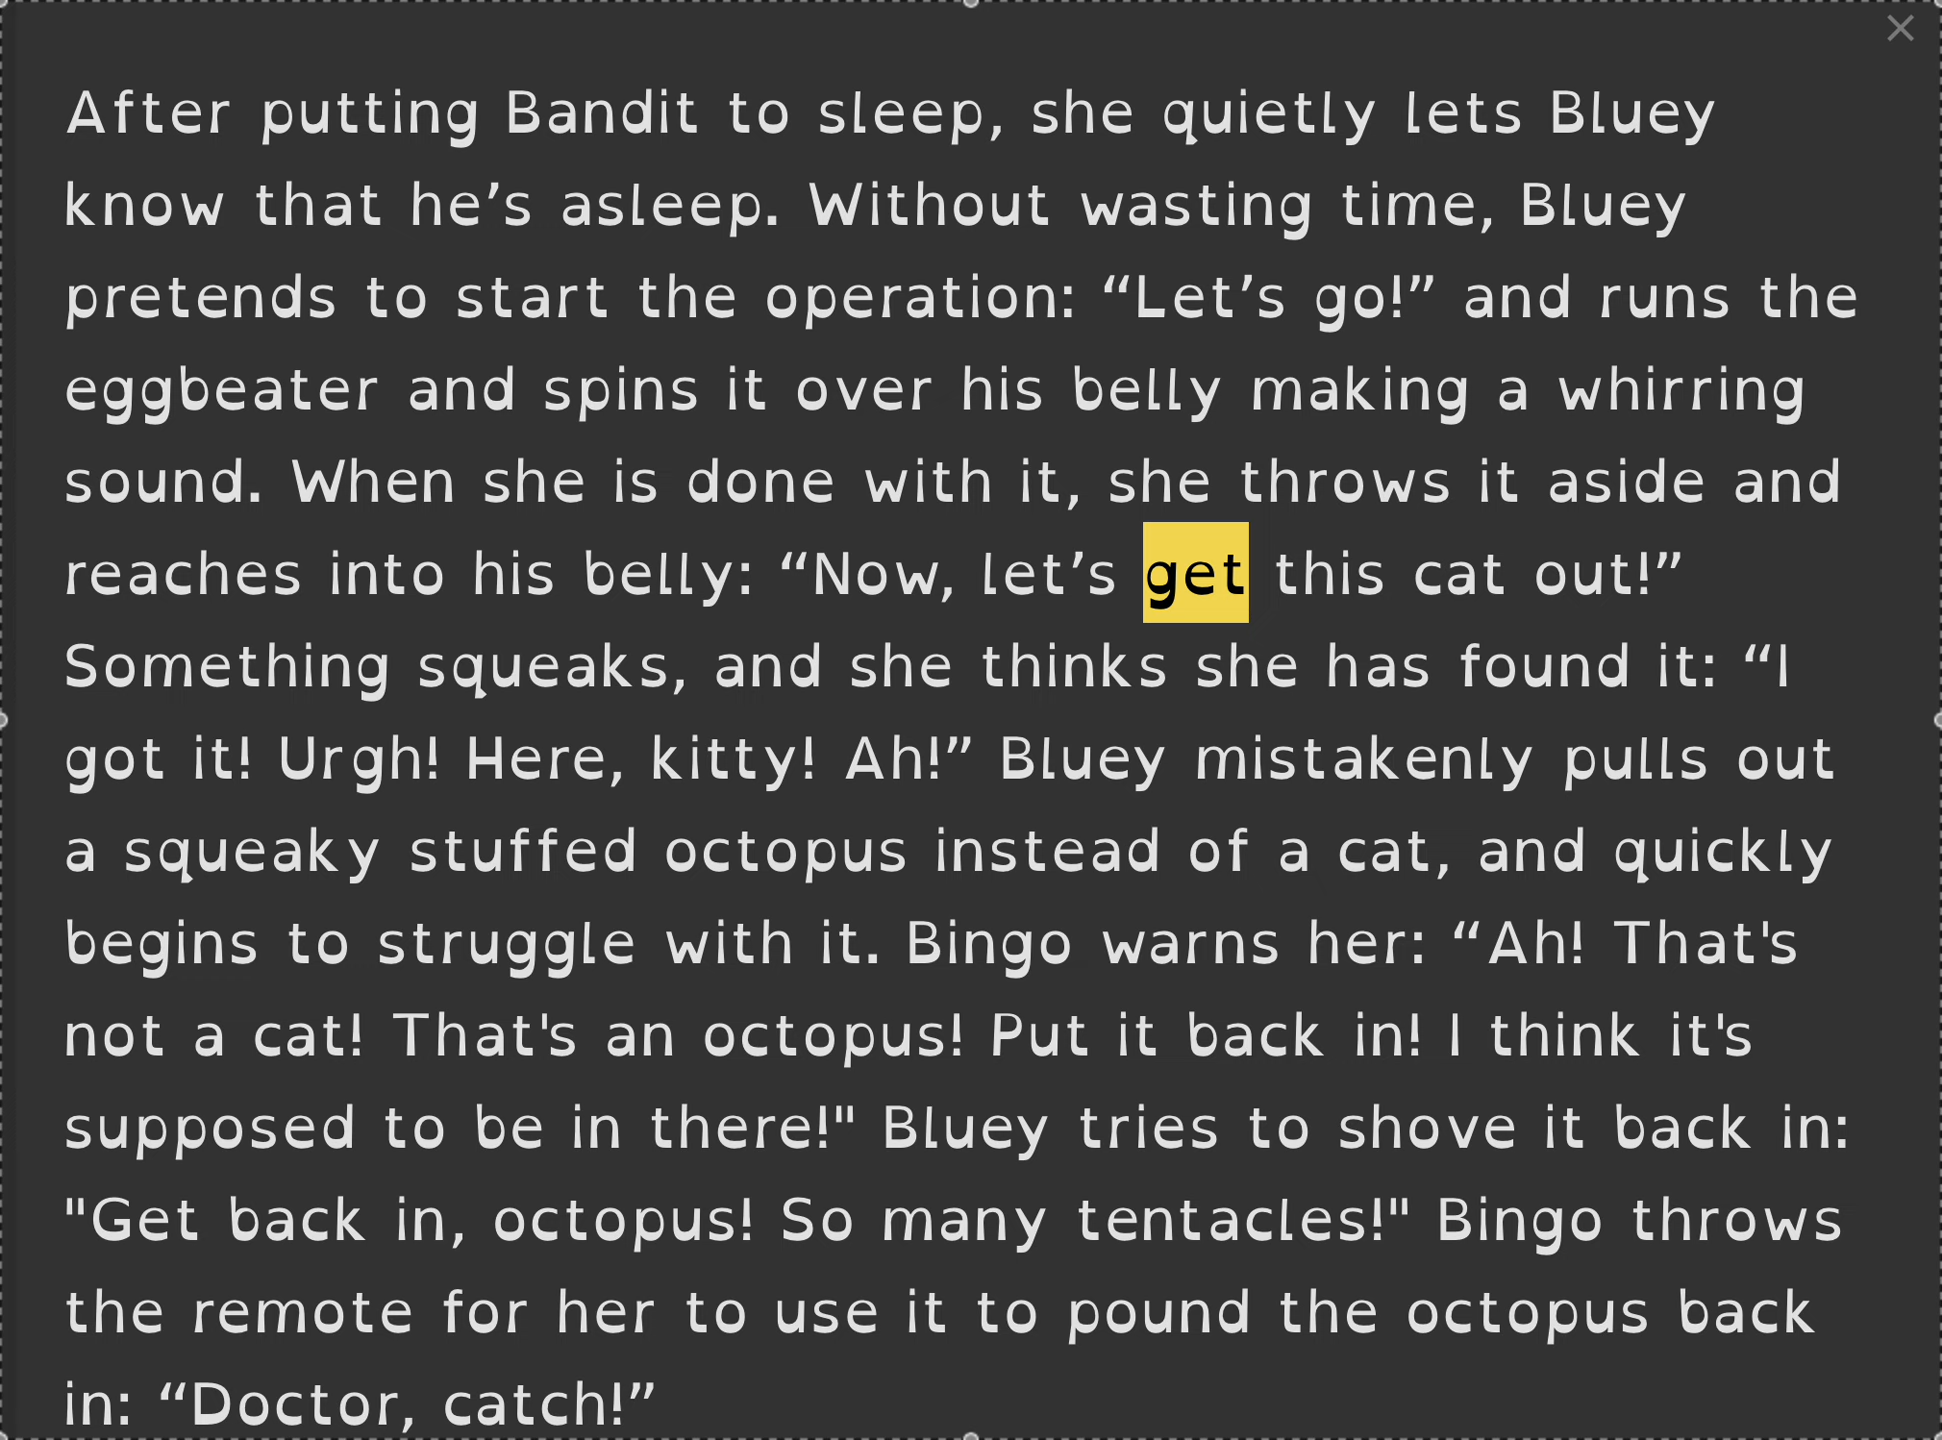 After putting Bandit to sleep, she quietly lets Bluey
know that he’s asleep. Without wasting time, Bluey
pretends to start the operation: “Let’s go!” and runs the
eggbeater and spins it over his belly making a whirring
sound. When she is done with it, she throws it aside and
reaches into his belly: “Now, let’s get this cat out!”
Something squeaks, and she thinks she has found it: “I
got it! Urgh! Here, kitty! Ah!” Bluey mistakenly pulls out
a squeaky stuffed octopus instead of a cat, and quickly
begins to struggle with it. Bingo warns her: “Ah! That's
not a cat! That's an octopus! Put it back in! I think it's
supposed to be in there!" Bluey tries to shove it back in:
"Get back in, octopus! So many tentacles!" Bingo throws
the remote for her to use it to pound the octopus back
in: “Doctor, catch!”